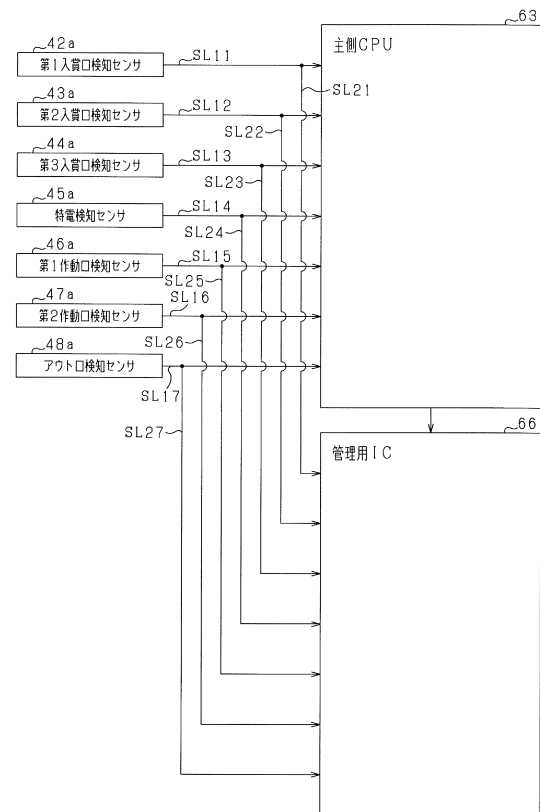 63
主側CPU
42a
第1入賞口検知センサ
SL11
SL21
43a
第2入賞口検知センサ
SL12
SL22
44a
第3入賞口検知センサ
SL13
SL23
45a
特電検知センサ
SL14
SL24
46a
第1作動口検知センサ
SL15
SL25
47a
第2作動口検知センサ
SL16
SL26
48a
アウト口検知センサ
SL17
SL27
66
管理用IC